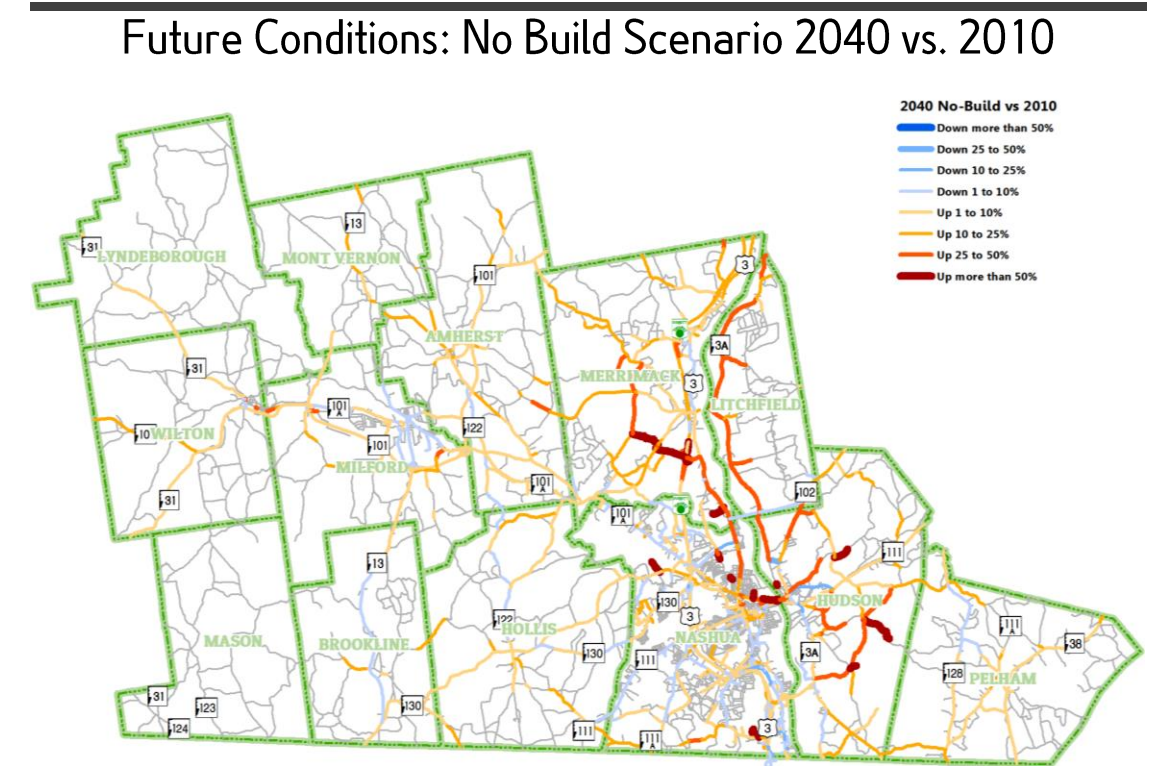 Future Conditions: No Build Scenario 2040 vs. 2010
2040 No-Build vs 2010
Down more than 50%
Down 25 to 50%
Down 10 to 25%
Down 1 to 10%
Up 1 to 10%
Up 10 to 25%
Up 25 to 50%
Up more than 50%
13
31
LYNDEBOROUGH
MONT VERNON
3
101
AMHERST
3A
31
MERRIMACK
3
LITCHFIELD
101
A
122
10
WILTON
101
MILFORD
101
A
102
31
101
A
111
13
130
HUDSON
3
122
HOLLIS
111
A
MASON
BROOKLINE
NASHUA
38
130
111
3A
128
PELHAM
31
123
130
124
111
111
A
3